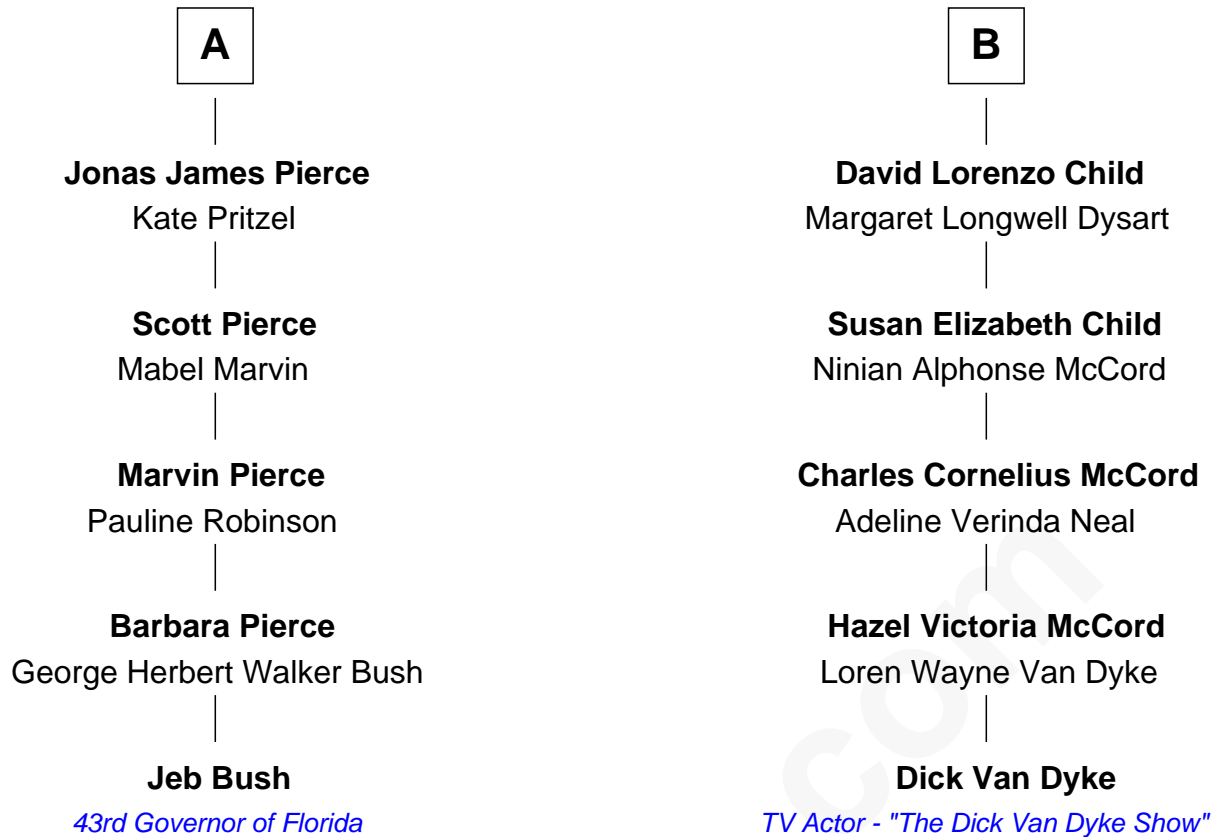 A
Jonas James Pierce
Kate Pritzel
Scott Pierce
Mabel Marvin
Marvin Pierce
Pauline Robinson
Barbara Pierce
George Herbert Walker Bush
Jeb Bush
43rd Governor of Florida
B
David Lorenzo Child
Margaret Longwell Dysart
Susan Elizabeth Child
Ninian Alphonse McCord
Charles Cornelius McCord
Adeline Verinda Neal
Hazel Victoria McCord
Loren Wayne Van Dyke
Dick Van Dyke
TV Actor - "The Dick Van Dyke Show"
com